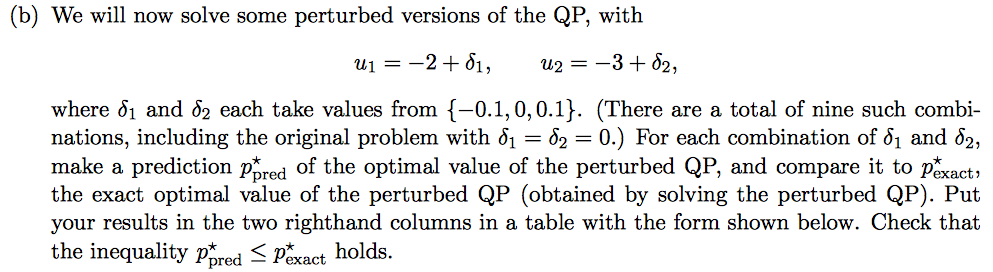 (b) We will now solve some perturbed versions of the QP, with
u₁ = −2 + δ₁,  u₂ = −3 + δ₂,
where δ₁ and δ₂ each take values from {−0.1, 0, 0.1}. (There are a total of nine such combi-
nations, including the original problem with δ₁ = δ₂ = 0.) For each combination of δ₁ and δ₂,
make a prediction p⋆pred of the optimal value of the perturbed QP, and compare it to p⋆exact,
the exact optimal value of the perturbed QP (obtained by solving the perturbed QP). Put
your results in the two righthand columns in a table with the form shown below. Check that
the inequality p⋆pred ≤ p⋆exact holds.